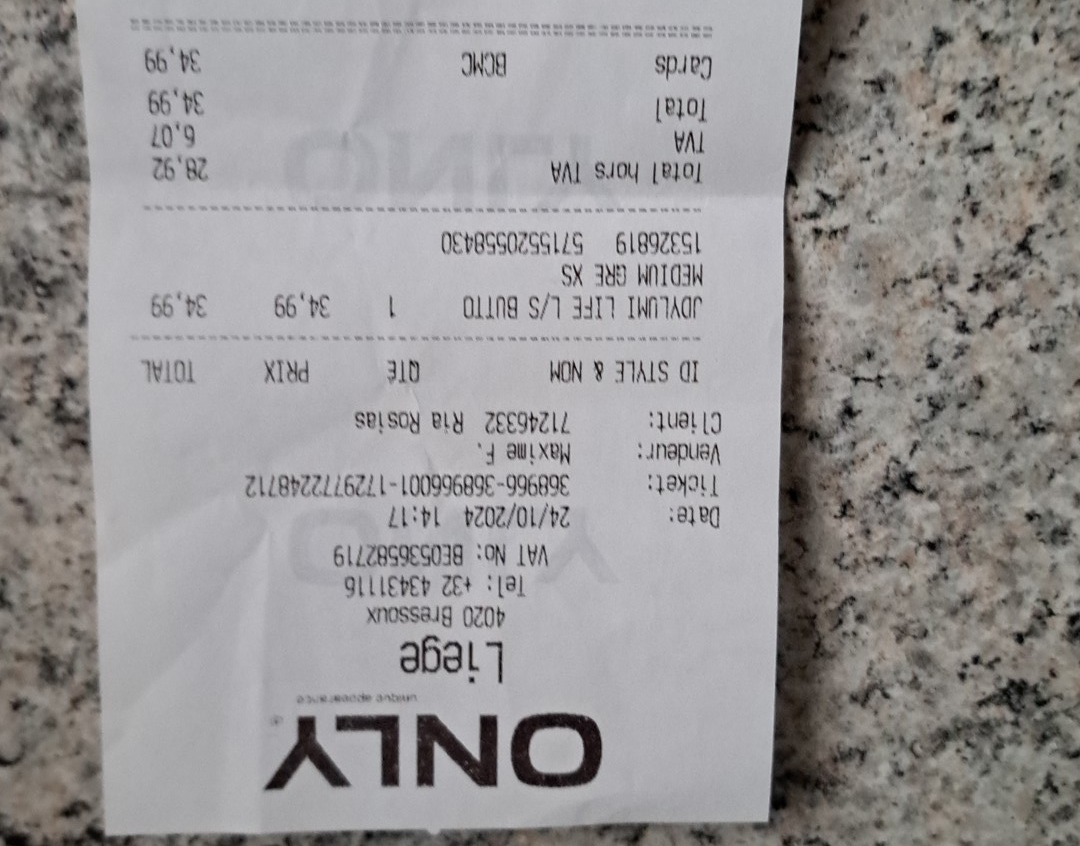 ONLY
unique appearance
Liege
4020 Bressoux
Tel: +32 43431116
VAT No: BE0536582719
Date: 24/10/2024 14:17
Ticket: 368966-368966001-1729772248712
Vendeur: Maxime F.
Client: 71246332 Ria Rosias
ID STYLE & NOM QTÉ PRIX TOTAL
JDYLUMI LIFE L/S BUTTO 1 34,99 34,99
MEDIUM GRE XS
15326819 5715520558430
Total hors TVA 28,92
TVA 6,07
Total 34,99
Cards BCMC 34,99